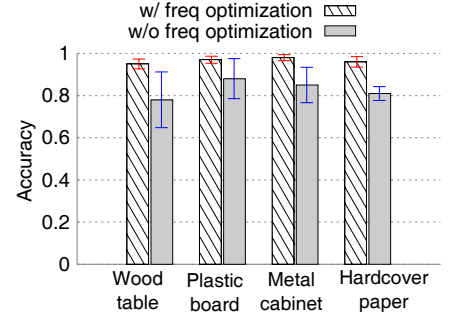 w/ freq optimization
w/o freq optimization
1
0.8
0.6
0.4
0.2
0
Accuracy
Wood table
Plastic board
Metal cabinet
Hardcover paper